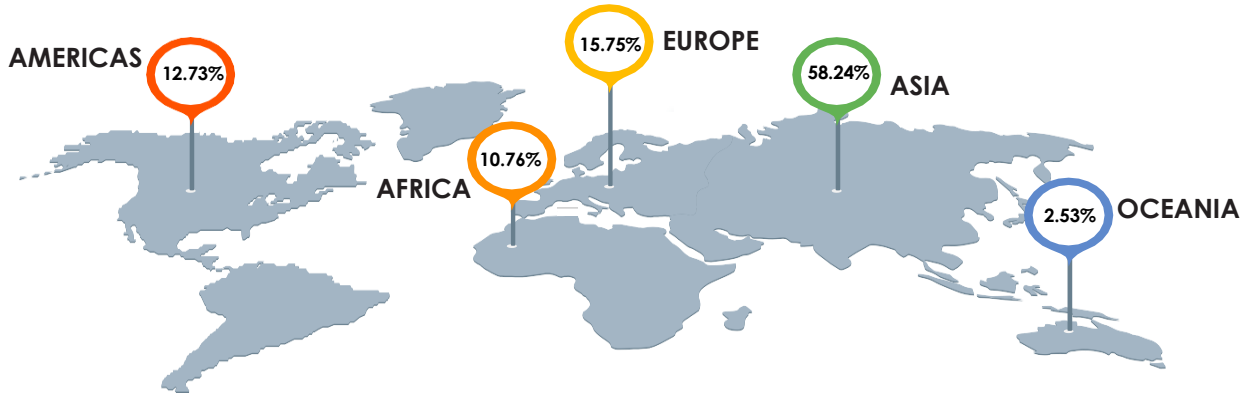 AMERICAS
12.73%
15.75%
EUROPE
58.24%
ASIA
10.76%
AFRICA
2.53%
OCEANIA